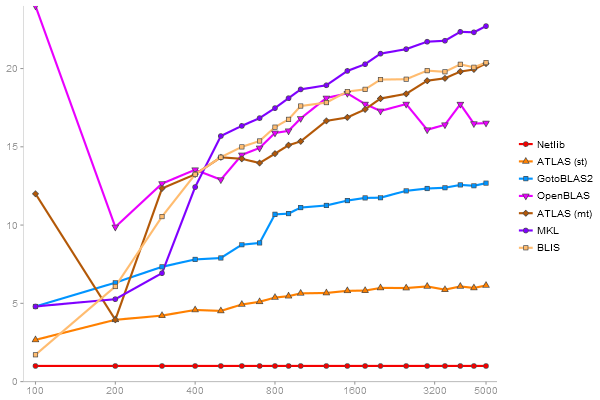 20
15
10
5
0
100 200 400 800 1600 3200 5000
Netlib
ATLAS (st)
GotoBLAS2
OpenBLAS
ATLAS (mt)
MKL
BLIS